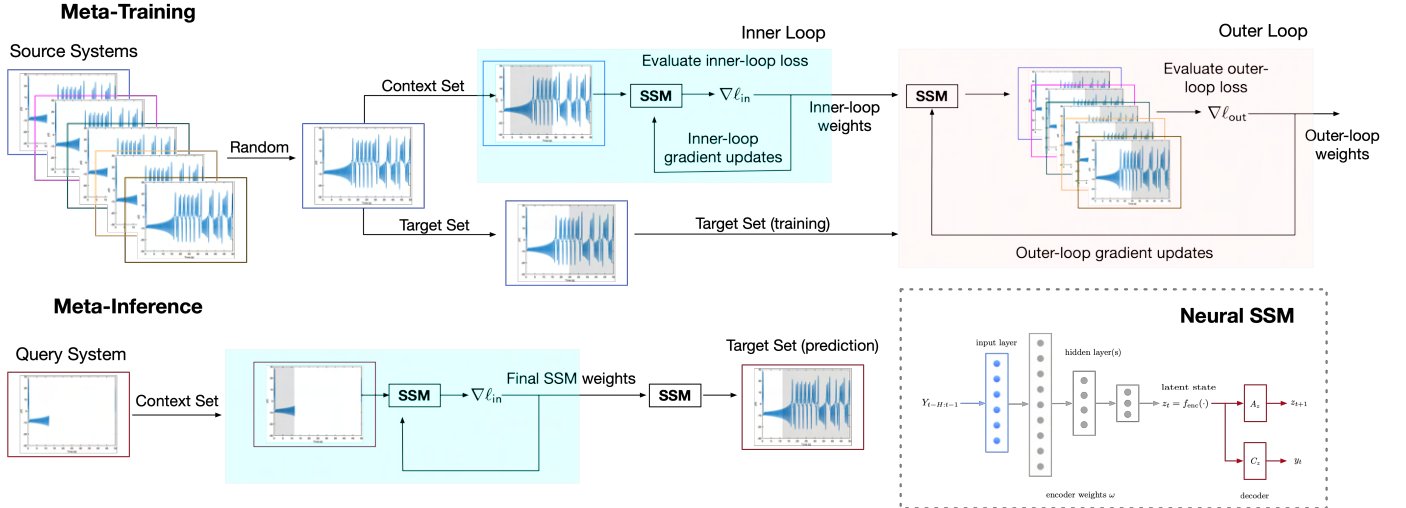 Meta-Training
Source Systems
Random
Context Set
Target Set
Inner Loop
Evaluate inner-loop loss
SSM
∇ℓin
Inner-loop
gradient updates
Inner-loop
weights
Target Set (training)
Outer Loop
SSM
Evaluate outer-
loop loss
∇ℓout
Outer-loop
weights
Outer-loop gradient updates
Meta-Inference
Query System
Context Set
SSM
∇ℓin
Final SSM weights
SSM
Target Set (prediction)
Neural SSM
input layer
hidden layer(s)
latent state
Yt−H:t−1
zt = fenc(·)
Az
zt+1
Cz
yt
encoder weights ω
decoder